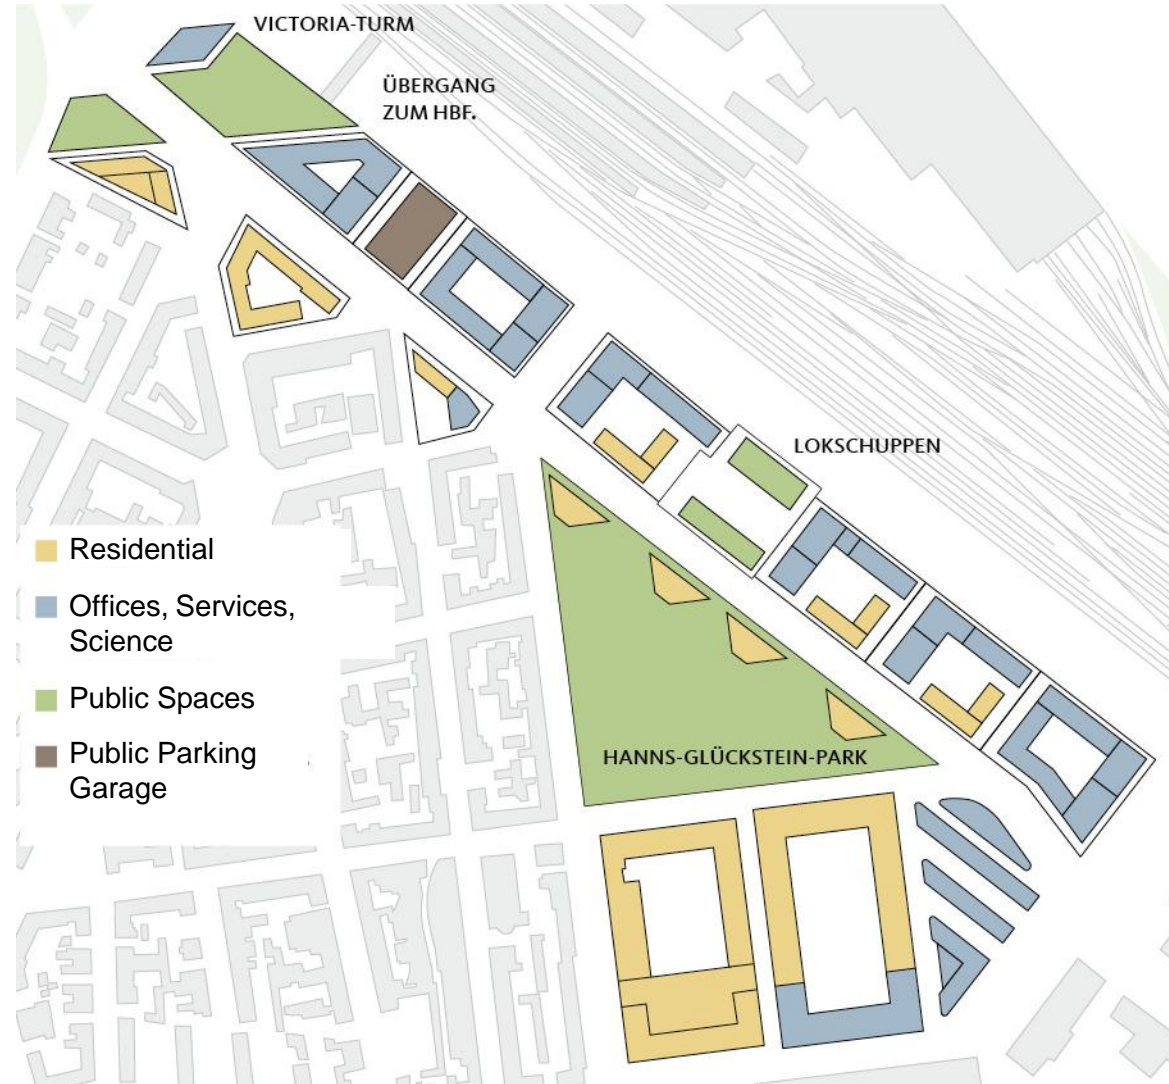 VICTORIA-TURM
ÜBERGANG
ZUM HBF.
LOKSCHUPPEN
Residential
Offices, Services,
Science
Public Spaces
Public Parking
Garage
HANNS-GLÜCKSTEIN-PARK